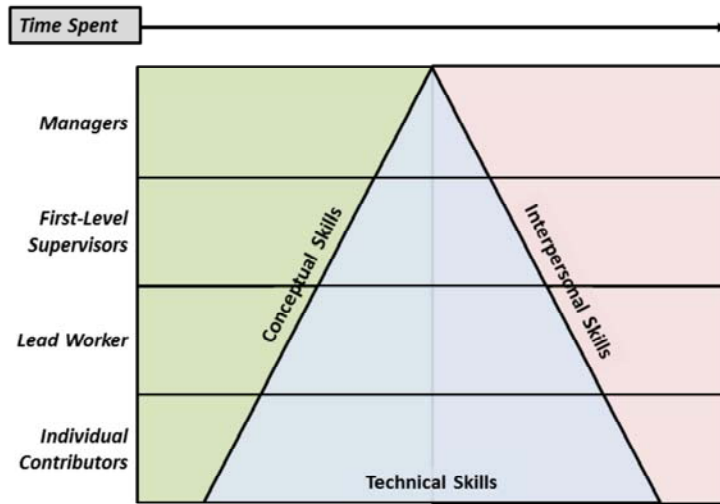 Time Spent
Managers
First-Level
Supervisors
Conceptual Skills
Interpersonal Skills
Lead Worker
Individual
Contributors
Technical Skills